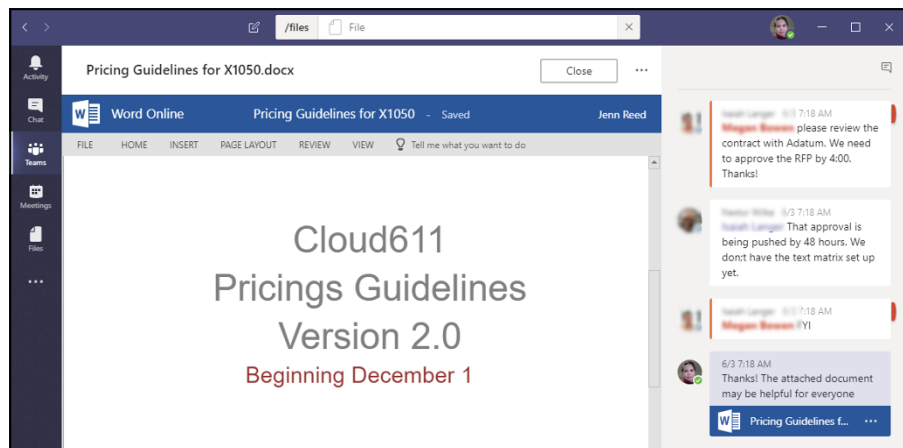 /files File
Pricing Guidelines for X1050.docx
Close
Word Online
Pricing Guidelines for X1050 - Saved
Jenn Reed
FILE HOME INSERT PAGE LAYOUT REVIEW VIEW Tell me what you want to do
Activity
Chat
Teams
Meetings
Files
Cloud611
Pricings Guidelines
Version 2.0
Beginning December 1
7:18 AM
please review the
contract with Adatum. We need
to approve the RFP by 4:00.
Thanks!
6/3 7:18 AM
That approval is
being pushed by 48 hours. We
don;t have the text matrix set up
yet.
7:18 AM
FYI
6/3 7:18 AM
Thanks! The attached document
may be helpful for everyone
Pricing Guidelines f...